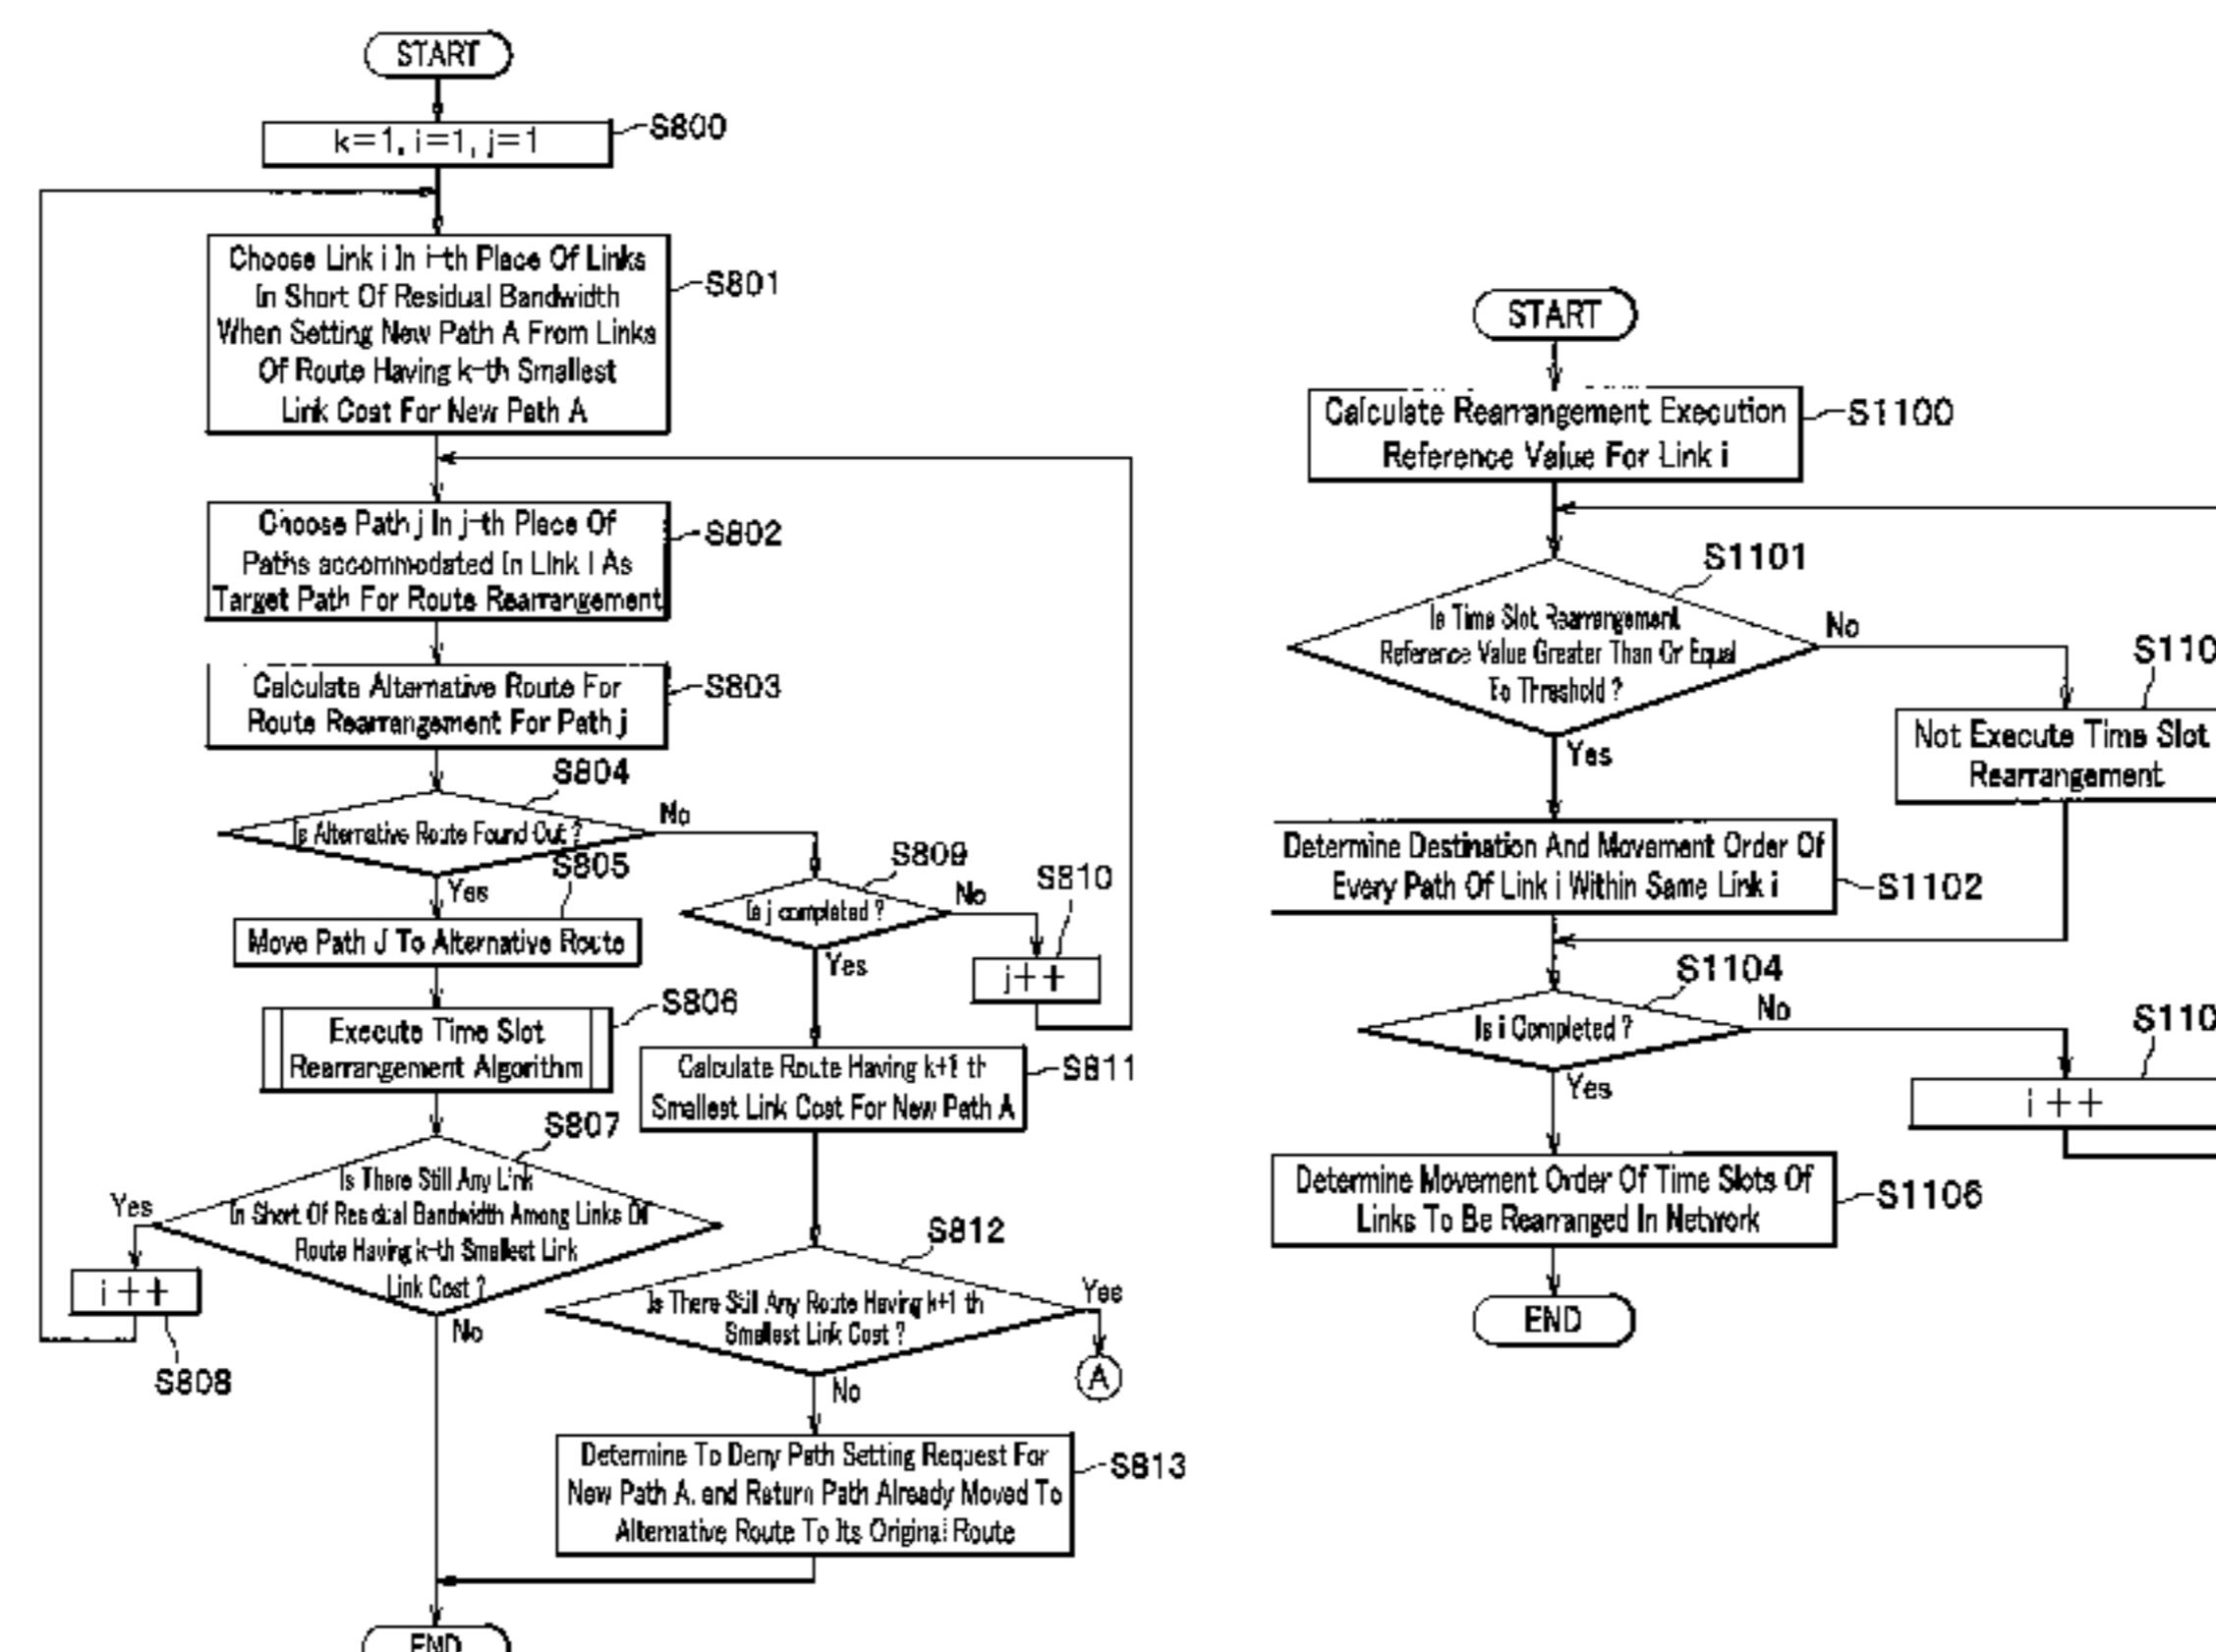 START
k=1, i=1, j=1
S800
Choose Link i In i-th Place Of Links
In Short Of Residual Bandwidth
When Setting New Path A From Links
Of Route Having k-th Smallest
Link Cost For New Path A
S801
Choose Path j In j-th Place Of
Paths accommodated In Link i As
Target Path For Route Rearrangement
S802
Calculate Alternative Route For
Route Rearrangement For Path j
S803
S804
Is Alternative Route Found Out ?
No
Yes
S805
Move Path J To Alternative Route
Execute Time Slot
Rearrangement Algorithm
S806
S807
Is There Still Any Link
In Short Of Residual Bandwidth Among Links Of
Route Having k-th Smallest Link
Link Cost ?
Yes
i ++
S808
No
S809
Is j completed ?
No
Yes
S810
j++
Calculate Route Having k+1 th
Smallest Link Cost For New Path A
S811
S812
Is There Still Any Route Having k+1 th
Smallest Link Cost ?
Yes
A
No
Determine To Deny Path Setting Request For
New Path A. and Return Path Already Moved To
Alternative Route To Its Original Route
S813
END
START
Calculate Rearrangement Execution
Reference Value For Link i
S1100
S1101
Is Time Slot Rearrangement
Reference Value Greater Than Or Equal
To Threshold ?
No
Yes
S110
Not Execute Time Slot
Rearrangement
Determine Destination And Movement Order Of
Every Path Of Link i Within Same Link i
S1102
S1104
Is i Completed ?
No
Yes
S110
i ++
Determine Movement Order Of Time Slots Of
Links To Be Rearranged In Network
S1106
END